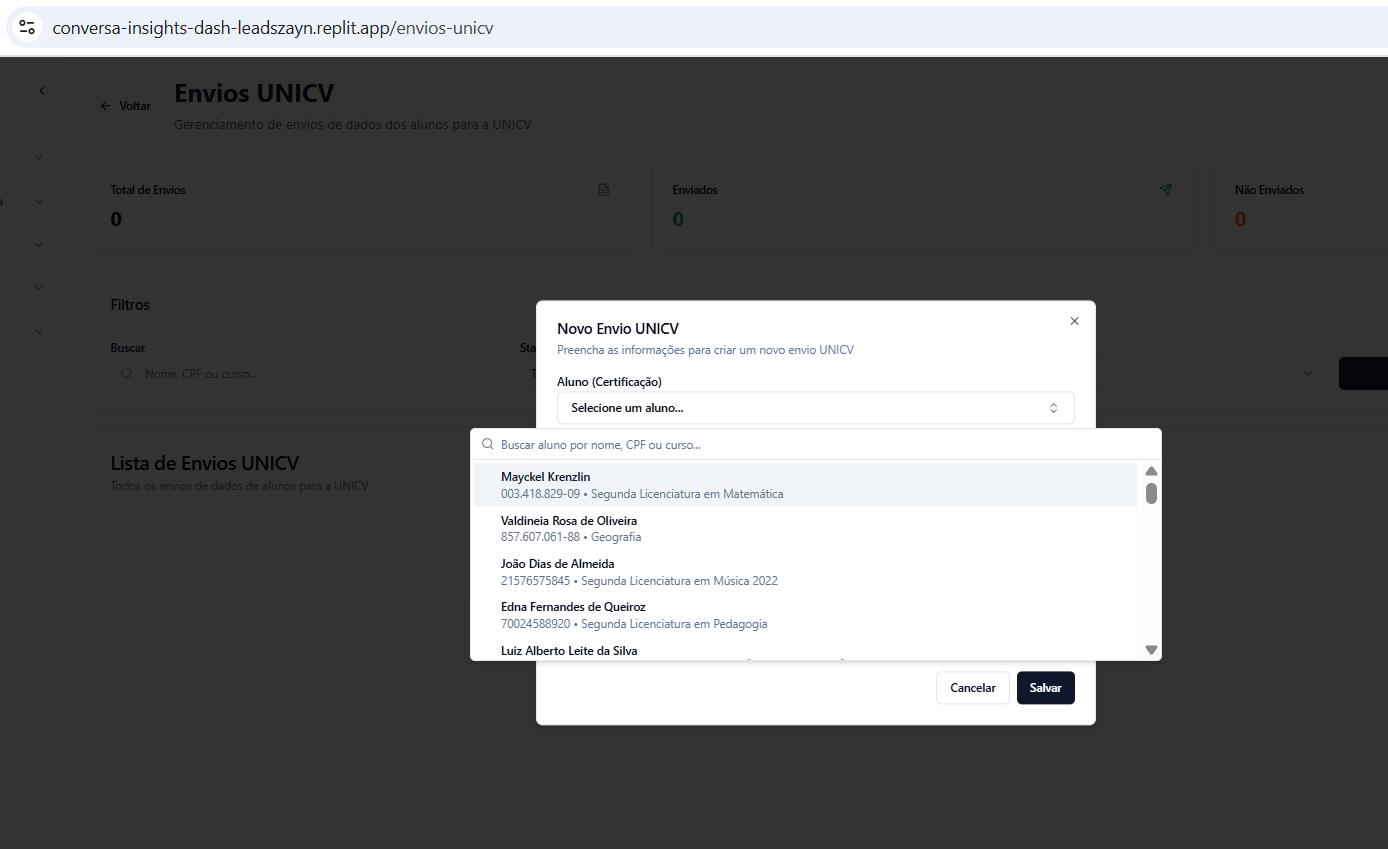 conversa-insights-dash-leadszayn.replit.app/envios-unicv
Voltar
Envios UNICV
Gerenciamento de envios de dados dos alunos para a UNICV
Total de Envios
0
Enviados
0
Não Enviados
0
Filtros
Buscar
Sta
Nome, CPF ou curso...
T
Lista de Envios UNICV
Todos os envios de dados de alunos para a UNICV
Novo Envio UNICV
Preencha as informações para criar um novo envio UNICV
Aluno (Certificação)
Selecione um aluno...
Buscar aluno por nome, CPF ou curso...
Mayckel Krenzlin
003.418.829-09 • Segunda Licenciatura em Matemática
Valdineia Rosa de Oliveira
857.607.061-88 • Geografia
João Dias de Almeida
21576575845 • Segunda Licenciatura em Música 2022
Edna Fernandes de Queiroz
70024588920 • Segunda Licenciatura em Pedagogia
Luiz Alberto Leite da Silva
Cancelar
Salvar